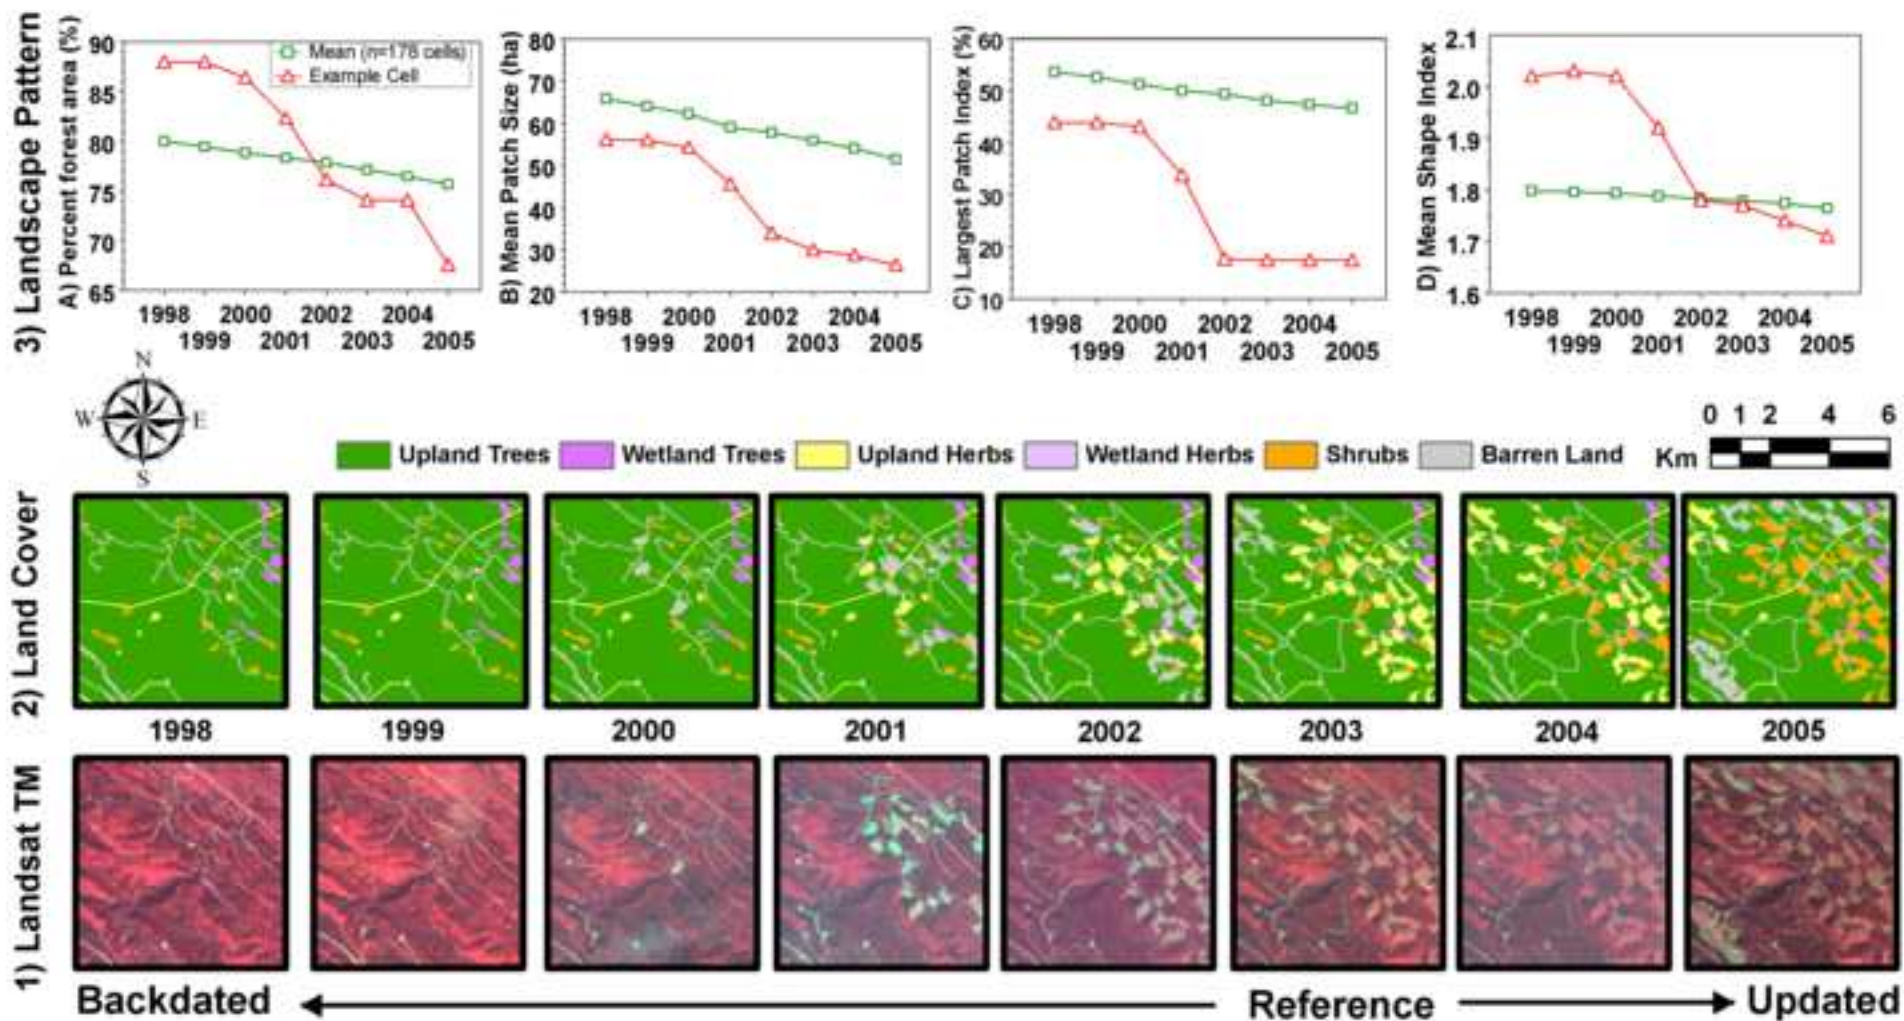 3) Landscape Pattern
A) Percent forest area (%)
90
85
80
75
70
65
Mean (n=178 cells)
Example Cell
1998 2000 2002 2004
1999 2001 2003 2005
B) Mean Patch Size (ha)
80
70
60
50
40
30
20
1998 2000 2002 2004
1999 2001 2003 2005
C) Largest Patch Index (%)
60
50
40
30
20
10
1998 2000 2002 2004
1999 2001 2003 2005
D) Mean Shape Index
2.1
2.0
1.9
1.8
1.7
1.6
1998 2000 2002 2004
1999 2001 2003 2005
N
W E
S
Upland Trees Wetland Trees Upland Herbs Wetland Herbs Shrubs Barren Land
0 1 2 4 6
Km
2) Land Cover
1998 1999 2000 2001 2002 2003 2004 2005
1) Landsat TM
Backdated Reference Updated